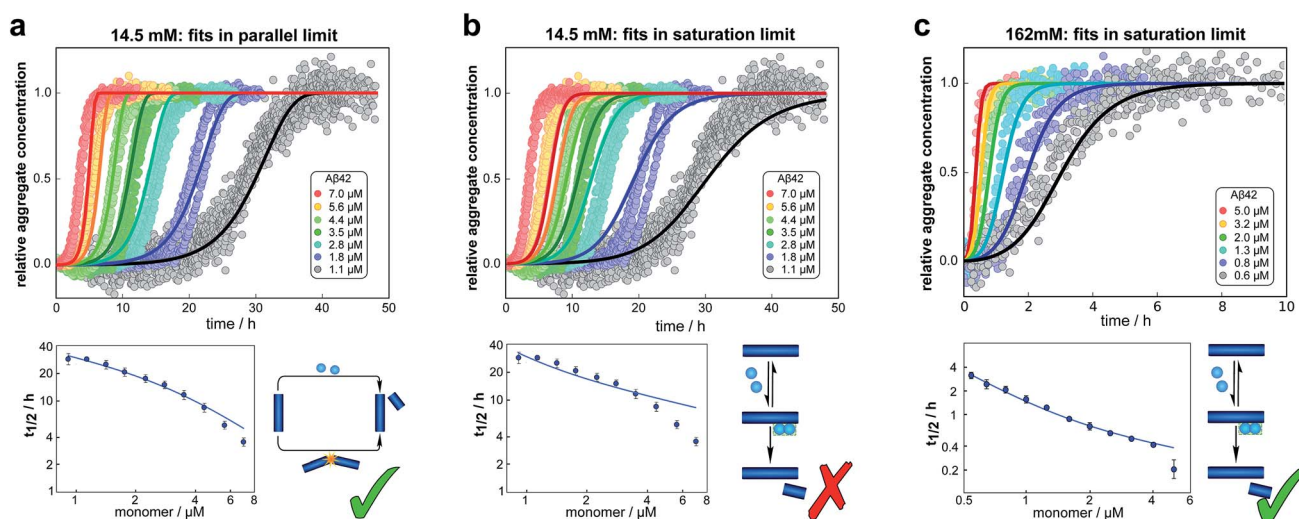 a
14.5 mM: fits in parallel limit
relative aggregate concentration
1.0
0.5
0.0
Aβ42
7.0 µM
5.6 µM
4.4 µM
3.5 µM
2.8 µM
1.8 µM
1.1 µM
0 10 20 30 40 50
time / h
t1/2 / h
40
20
10
4
2
1
1 2 4 6 8
monomer / µM
b
14.5 mM: fits in saturation limit
relative aggregate concentration
1.0
0.5
0.0
Aβ42
7.0 µM
5.6 µM
4.4 µM
3.5 µM
2.8 µM
1.8 µM
1.1 µM
0 10 20 30 40 50
time / h
t1/2 / h
40
20
10
4
2
1
1 2 4 6 8
monomer / µM
c
162mM: fits in saturation limit
relative aggregate concentration
1.0
0.5
0.0
Aβ42
5.0 µM
3.2 µM
2.0 µM
1.3 µM
0.8 µM
0.6 µM
0 2 4 6 8 10
time / h
t1/2 / h
4
2
1
0.4
0.2
0.5 1 2 4 6
monomer / µM